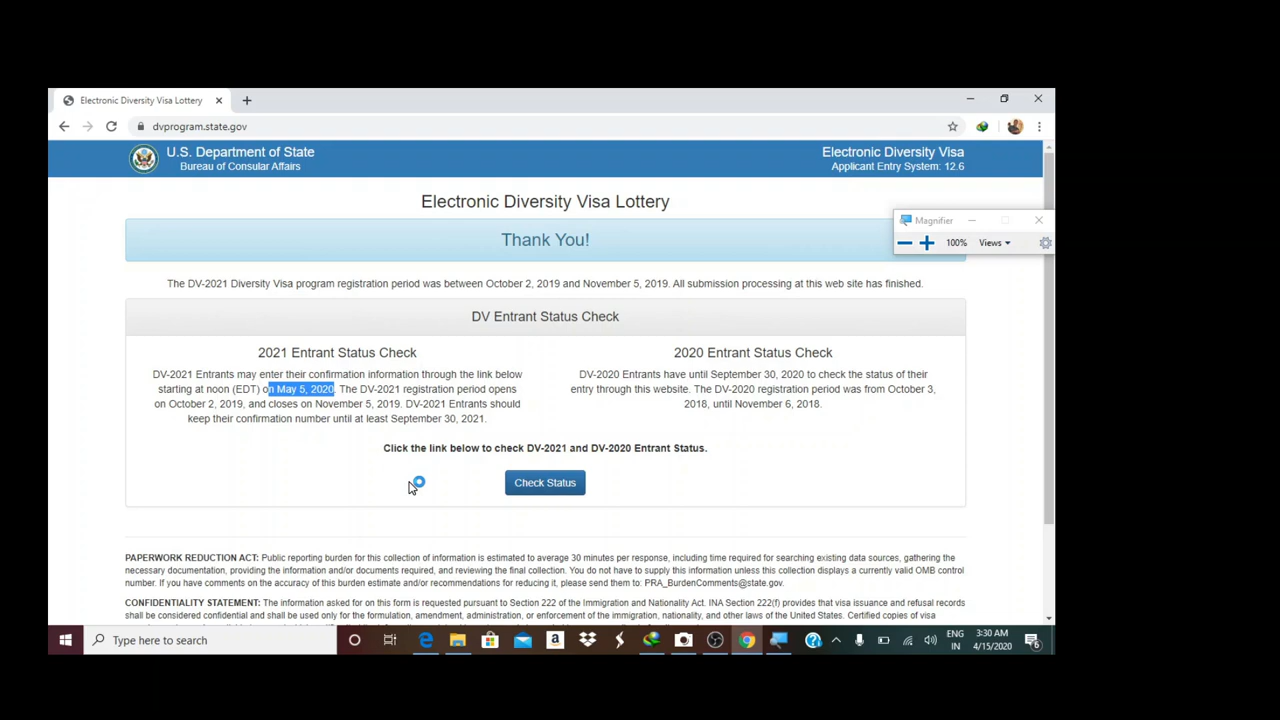 Electronic Diversity Visa Lottery
dvprogram.state.gov
U.S. Department of State
Bureau of Consular Affairs
Electronic Diversity Visa
Applicant Entry System: 12.6
Electronic Diversity Visa Lottery
Magnifier
100%
Views
Thank You!
The DV-2021 Diversity Visa program registration period was between October 2, 2019 and November 5, 2019. All submission processing at this web site has finished.
DV Entrant Status Check
2021 Entrant Status Check
DV-2021 Entrants may enter their confirmation information through the link below
starting at noon (EDT) on May 5, 2020. The DV-2021 registration period opens
on October 2, 2019, and closes on November 5, 2019. DV-2021 Entrants should
keep their confirmation number until at least September 30, 2021.
2020 Entrant Status Check
DV-2020 Entrants have until September 30, 2020 to check the status of their
entry through this website. The DV-2020 registration period was from October 3,
2018, until November 6, 2018.
Click the link below to check DV-2021 and DV-2020 Entrant Status.
Check Status
PAPERWORK REDUCTION ACT: Public reporting burden for this collection of information is estimated to average 30 minutes per response, including time required for searching existing data sources, gathering the
necessary documentation, providing the information and/or documents required, and reviewing the final collection. You do not have to supply this information unless this collection displays a currently valid OMB control
number. If you have comments on the accuracy of this burden estimate and/or recommendations for reducing it, please send them to: PRA_BurdenComments@state.gov.
CONFIDENTIALITY STATEMENT: The information asked for on this form is requested pursuant to Section 222 of the Immigration and Nationality Act. INA Section 222(f) provides that visa issuance and refusal records
shall be considered confidential and shall be used only for the formulation, amendment, administration, or enforcement of the immigration, nationality, and other laws of the United States. Certified copies of visa
Type here to search
ENG
IN
3:30 AM
4/15/2020
6